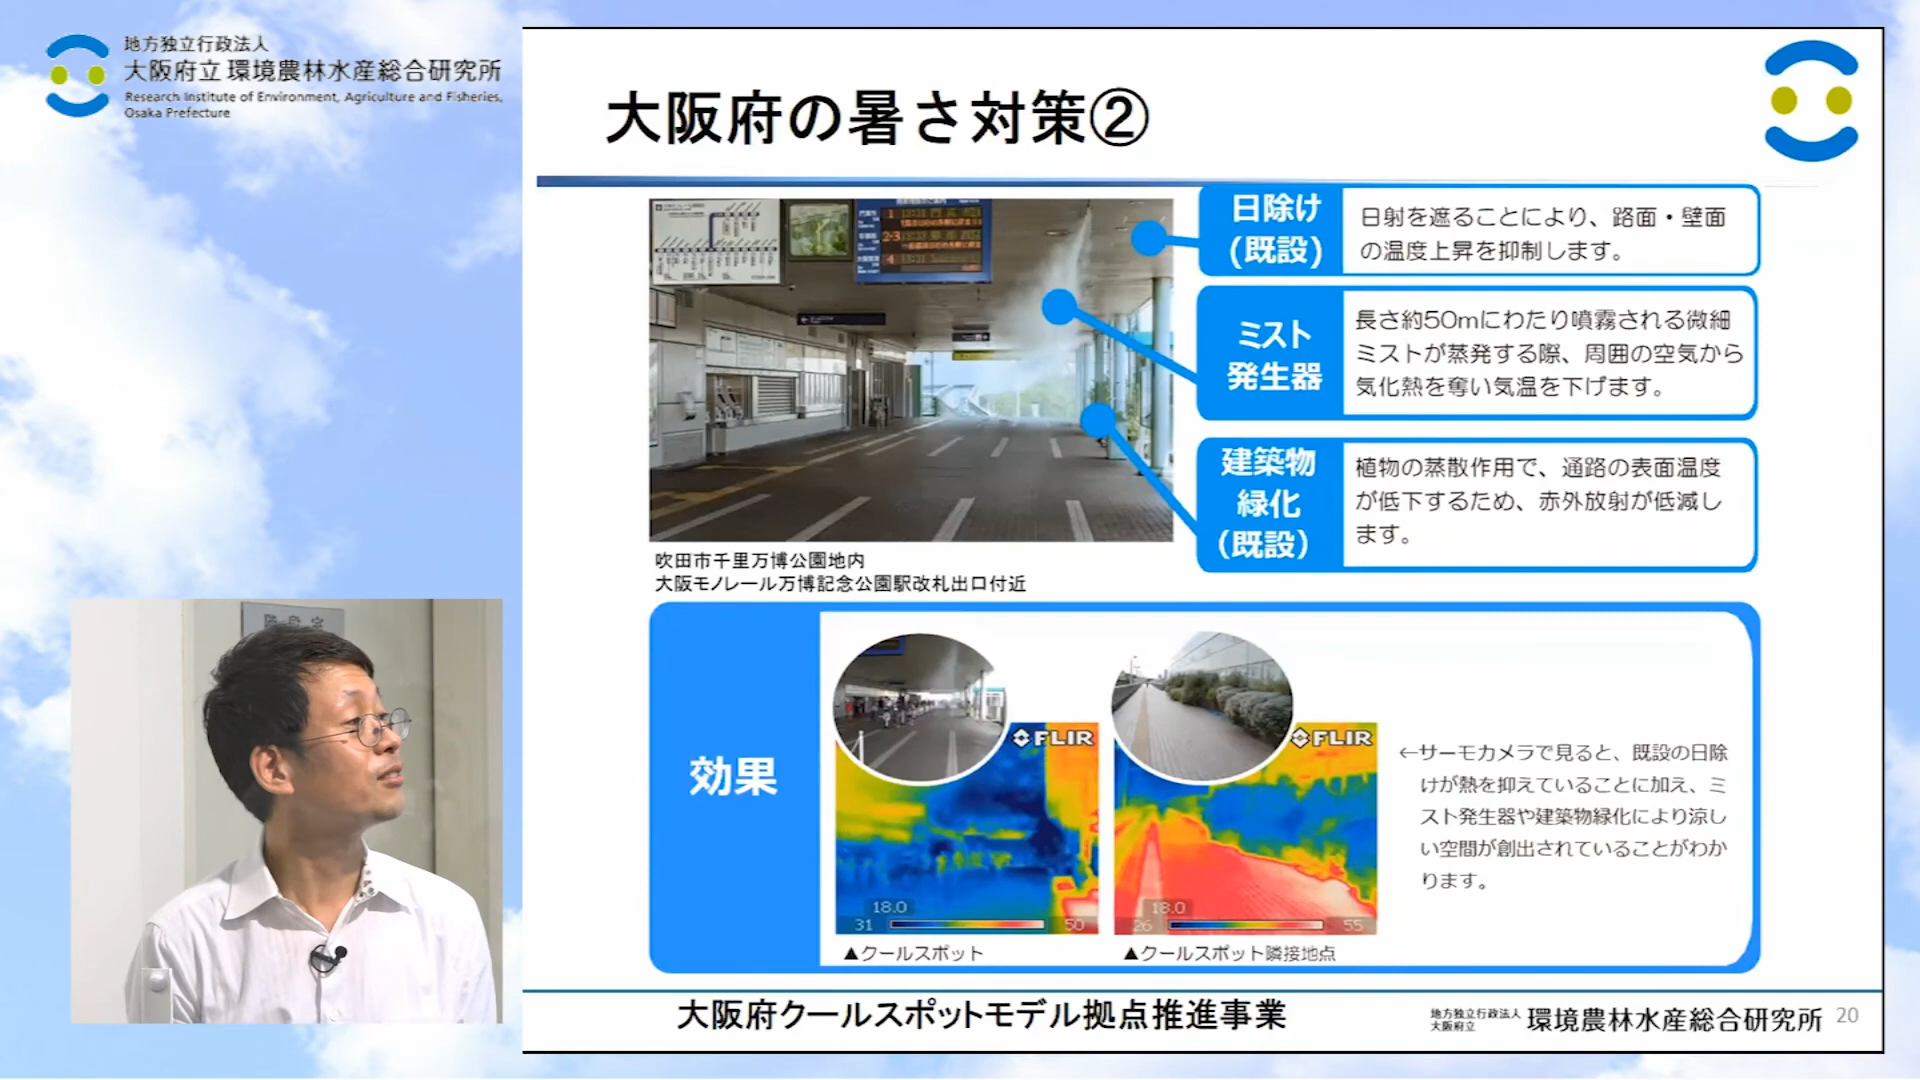 地方独立行政法人
大阪府立 環境農林水産総合研究所
Research Institute of Environment, Agriculture and Fisheries,
Osaka Prefecture
大阪府の暑さ対策②
日除け
(既設)
日射を遮ることにより、路面・壁面
の温度上昇を抑制します。
ミスト
発生器
長さ約50mにわたり噴霧される微細
ミストが蒸発する際、周囲の空気から
気化熱を奪い気温を下げます。
建築物
緑化
(既設)
植物の蒸散作用で、通路の表面温度
が低下するため、赤外放射が低減し
ます。
吹田市千里万博公園地内
大阪モノレール万博記念公園駅改札出口付近
効果
FLIR
18.0
31
50
▲クールスポット
FLIR
18.0
26
55
▲クールスポット隣接地点
←サーモカメラで見ると、既設の日除
けが熱を抑えていることに加え、ミ
スト発生器や建築物緑化により涼し
い空間が創出されていることがわか
ります。
階段室
大阪府クールスポットモデル拠点推進事業
地方独立行政法人
大阪府立
環境農林水産総合研究所
20